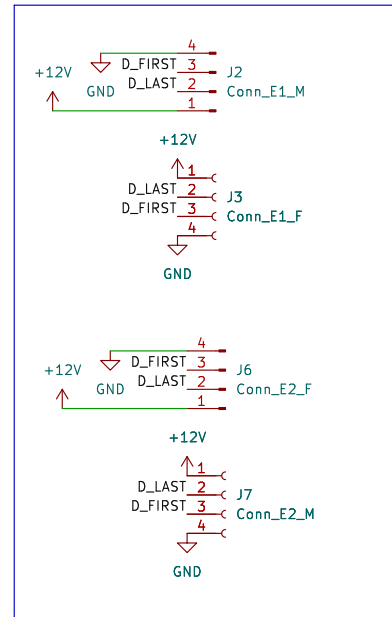 4
+12V
D_FIRST 3
J2
GND
D_LAST 2
Conn_E1_M
1
+12V
1
D_LAST 2
J3
D_FIRST 3
Conn_E1_F
4
GND
4
D_FIRST 3
J6
+12V
GND
D_LAST 2
Conn_E2_F
1
+12V
1
D_LAST 2
J7
D_FIRST 3
Conn_E2_M
4
GND